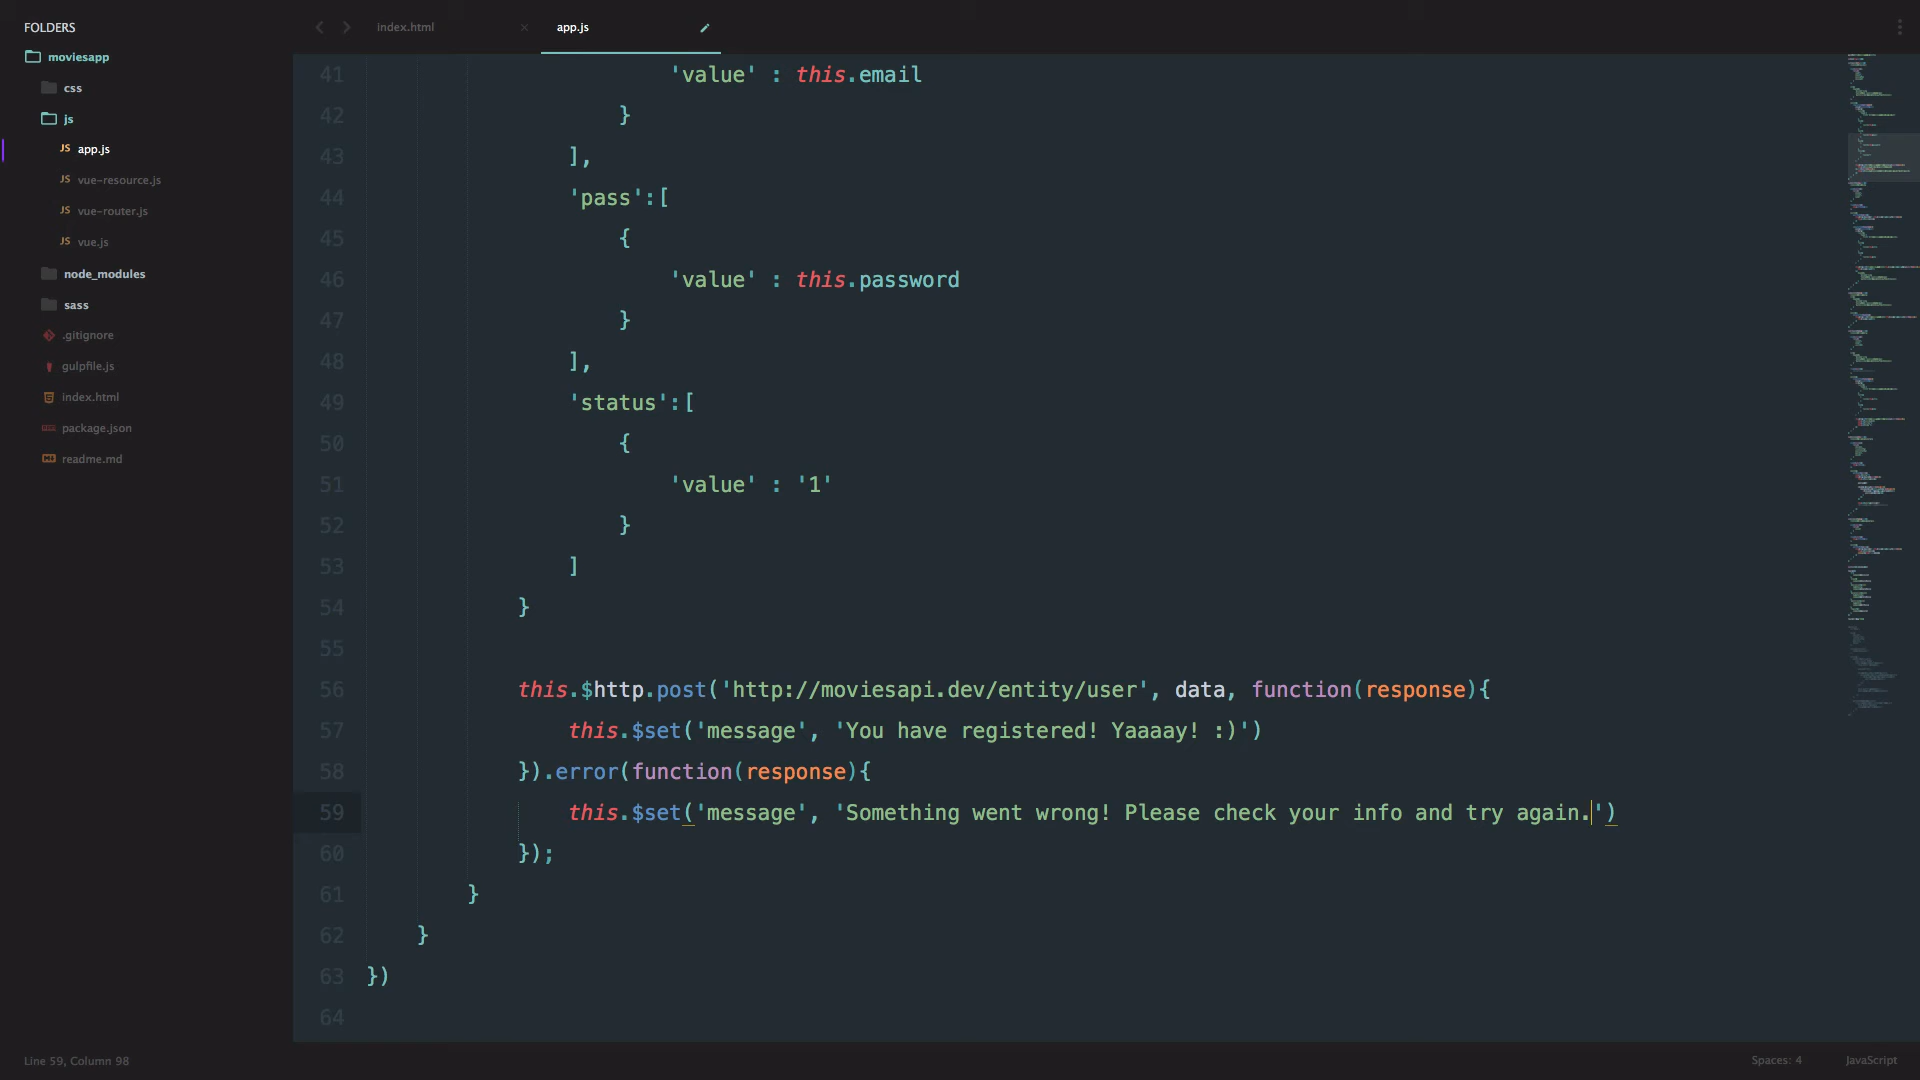 FOLDERS
moviesapp
css
js
JS app.js
JS vue-resource.js
JS vue-router.js
JS vue.js
node_modules
sass
.gitignore
gulpfile.js
index.html
package.json
readme.md
index.html
app.js
41 'value' : this.email
42 }
43 ],
44 'pass':[
45 {
46 'value' : this.password
47 }
48 ],
49 'status':[
50 {
51 'value' : '1'
52 }
53 ]
54 }
55
56 this.$http.post('http://moviesapi.dev/entity/user', data, function(response){
57 this.$set('message', 'You have registered! Yaaaay! :)')
58 }).error(function(response){
59 this.$set('message', 'Something went wrong! Please check your info and try again.')
60 });
61 }
62 }
63 })
64
Line 59, Column 98
Spaces: 4
JavaScript